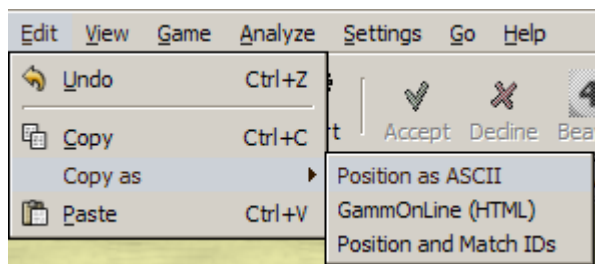 Edit View Game Analyze Settings Go Help
Undo Ctrl+Z
Copy Ctrl+C
Accept Decline
Copy as Position as ASCII
Paste Ctrl+V GammOnLine (HTML)
Position and Match IDs